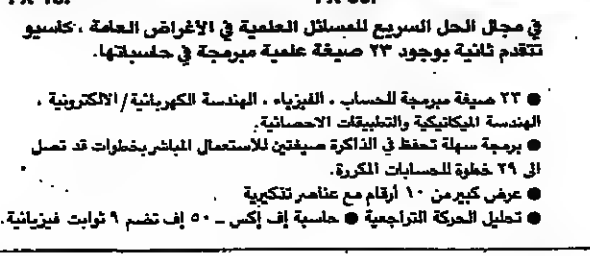 في مجال الحل السريع للمسائل العلمية في الأغراض العامة ، كاسيو
تتقدم ثانية بوجود ٢٣ صيغة علمية مبرمجة في حاسباتها.
● ٢٣ صيغة مبرمجة للحساب ، الفيزياء ، الهندسة الكهربائية/الالكترونية ،
الهندسة الميكانيكية والتطبيقات الاحصائية.
● برمجة سهلة تحفظ في الذاكرة صيغتين للأستعمال المباشر بخطوات قد تصل
الى ٢٩ خطوة للحسابات المكررة.
● عرض كبير من ١٠ أرقام مع عناصر تذكيرية
● تحليل الحركة التراجعية ● حاسبة إف إكس ـ ٥٠ إف تضم ٩ ثوابت فيزيائية.